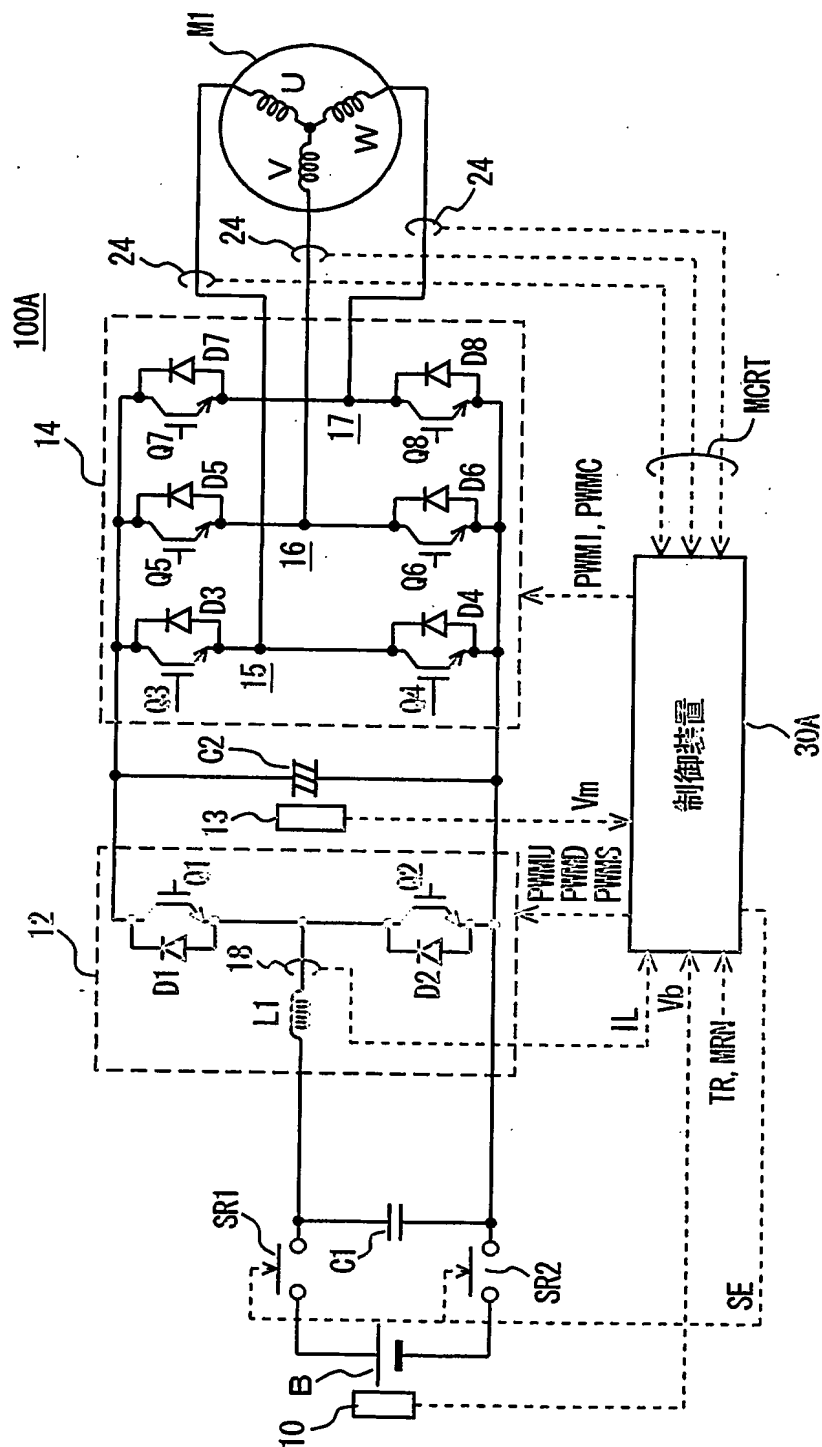 100A
M1
U
V
W
24
24
24
14
Q7
D7
Q5
D5
Q3
D3
17
16
15
Q8
D8
Q6
D6
Q4
D4
MCRT
PWMI, PWMC
C2
13
Vm
12
Q1
D1
18
L1
Q2
D2
PWMU
PWMD
PWMS
制御装置
30A
IL
Vb
TR, MRN
SR1
C1
SR2
SE
B
10